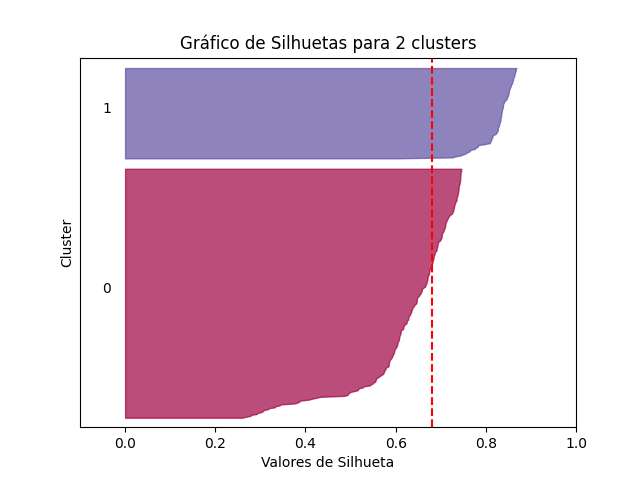 Gráfico de Silhuetas para 2 clusters
1
0
Cluster
0.0 0.2 0.4 0.6 0.8 1.0
Valores de Silhueta